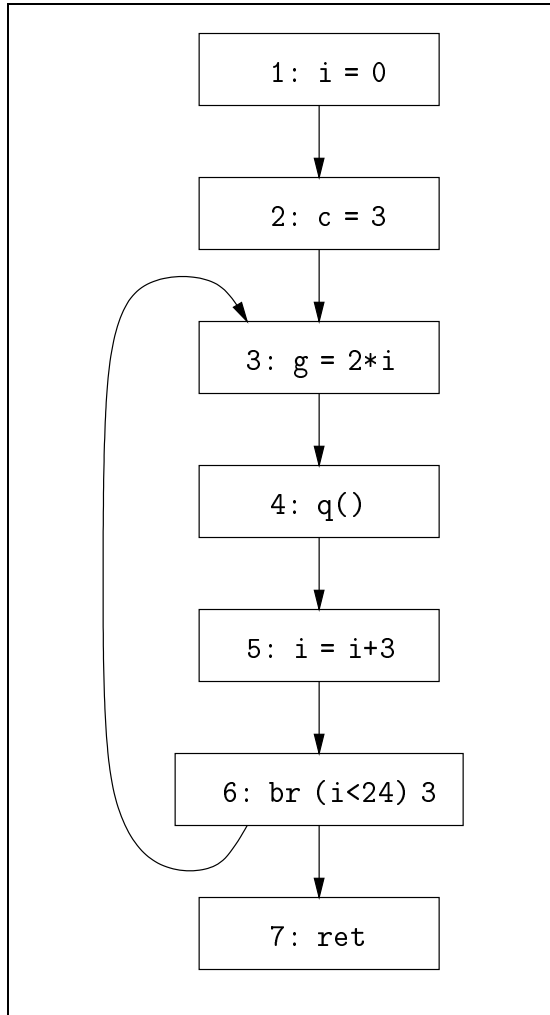 1: i = 0
2: c = 3
3: g = 2*i
4: q()
5: i = i+3
6: br (i<24) 3
7: ret